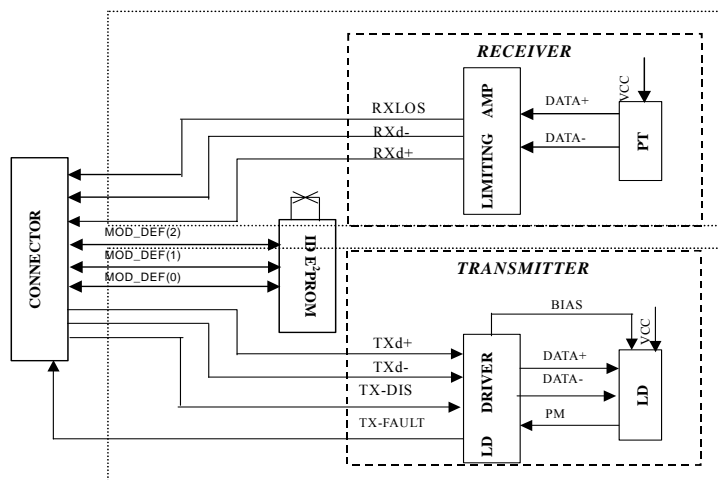 RECEIVER
VCC
RXLOS
RXd-
RXd+
LIMITING AMP
DATA+
DATA-
PT
CONNECTOR
MOD_DEF(2)
MOD_DEF(1)
MOD_DEF(0)
ID E²PROM
TRANSMITTER
BIAS
VCC
TXd+
TXd-
TX-DIS
TX-FAULT
LD DRIVER
DATA+
DATA-
PM
LD